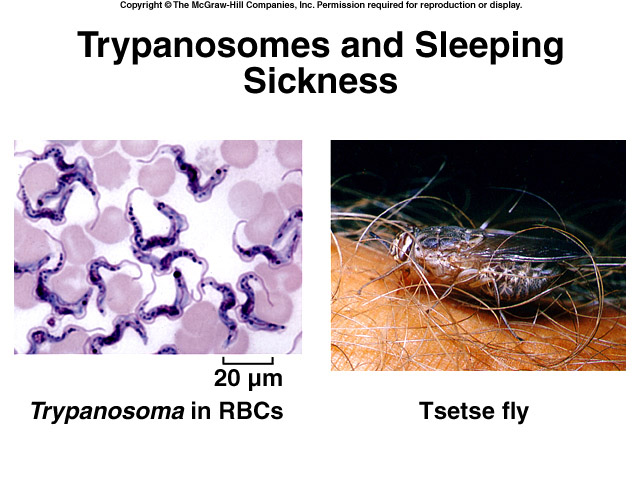 Copyright © The McGraw-Hill Companies, Inc. Permission required for reproduction or display.
Trypanosomes and Sleeping
Sickness
20 µm
Trypanosoma in RBCs
Tsetse fly